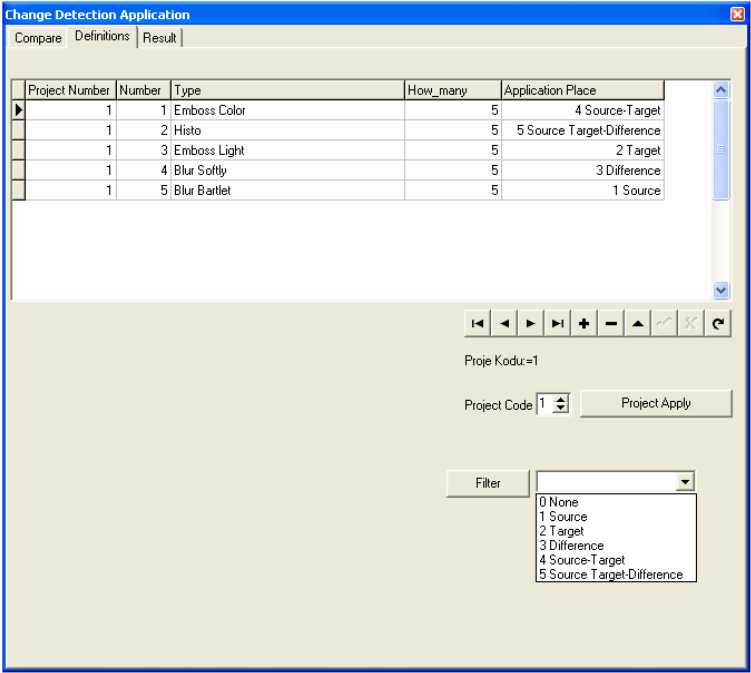 Change Detection Application
Compare Definitions Result
Project Number Number Type How_many Application Place
1 1 Emboss Color 5 4 Source-Target
1 2 Histo 5 5 Source Target-Difference
1 3 Emboss Light 5 2 Target
1 4 Blur Softly 5 3 Difference
1 5 Blur Bartlet 5 1 Source
Proje Kodu:=1
Project Code 1 Project Apply
Filter
0 None
1 Source
2 Target
3 Difference
4 Source-Target
5 Source Target-Difference